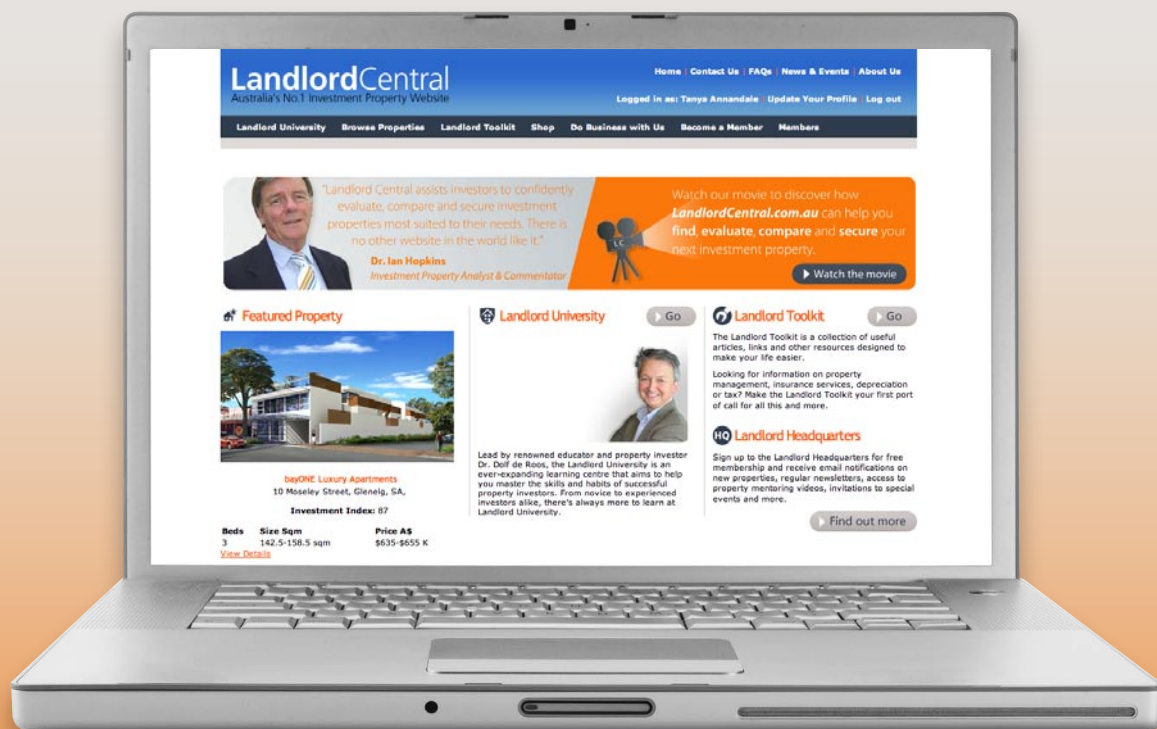 LandlordCentral
Australia's No.1 Investment Property Website
Home | Contact Us | FAQs | News & Events | About Us
Logged in as: Tanya Annandale | Update Your Profile | Log out
Landlord University Browse Properties Landlord Toolkit Shop Do Business with Us Become a Member Members
"Landlord Central assists investors to confidently
evaluate, compare and secure investment
properties most suited to their needs. There is
no other website in the world like it."
Dr. Ian Hopkins
Investment Property Analyst & Commentator
LC
Watch our movie to discover how
LandlordCentral.com.au can help you
find, evaluate, compare and secure your
next investment property.
Watch the movie
Featured Property
bayONE Luxury Apartments
10 Moseley Street, Glenelg, SA,
Investment Index: 87
Beds Size Sqm Price A$
3 142.5-158.5 sqm $635-$655 K
View Details
Landlord University
Go
Lead by renowned educator and property investor
Dr. Dolf de Roos, the Landlord University is an
ever-expanding learning centre that aims to help
you master the skills and habits of successful
property investors. From novice to experienced
investors alike, there's always more to learn at
Landlord University.
Landlord Toolkit
Go
The Landlord Toolkit is a collection of useful
articles, links and other resources designed to
make your life easier.
Looking for information on property
management, insurance services, depreciation
or tax? Make the Landlord Toolkit your first port
of call for all this and more.
HQ Landlord Headquarters
Sign up to the Landlord Headquarters for free
membership and receive email notifications on
new properties, regular newsletters, access to
property mentoring videos, invitations to special
events and more.
Find out more